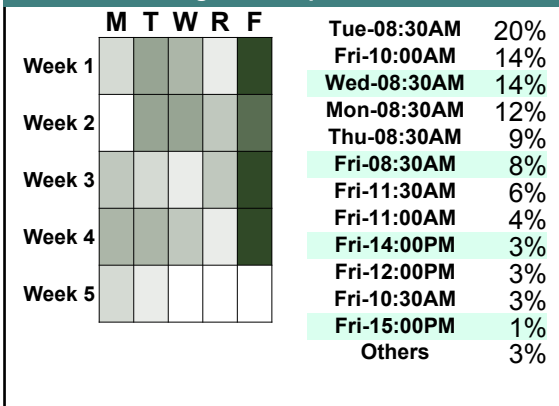 M T W R F
Week 1
Week 2
Week 3
Week 4
Week 5
Tue-08:30AM 20%
Fri-10:00AM 14%
Wed-08:30AM 14%
Mon-08:30AM 12%
Thu-08:30AM 9%
Fri-08:30AM 8%
Fri-11:30AM 6%
Fri-11:00AM 4%
Fri-14:00PM 3%
Fri-12:00PM 3%
Fri-10:30AM 3%
Fri-15:00PM 1%
Others 3%